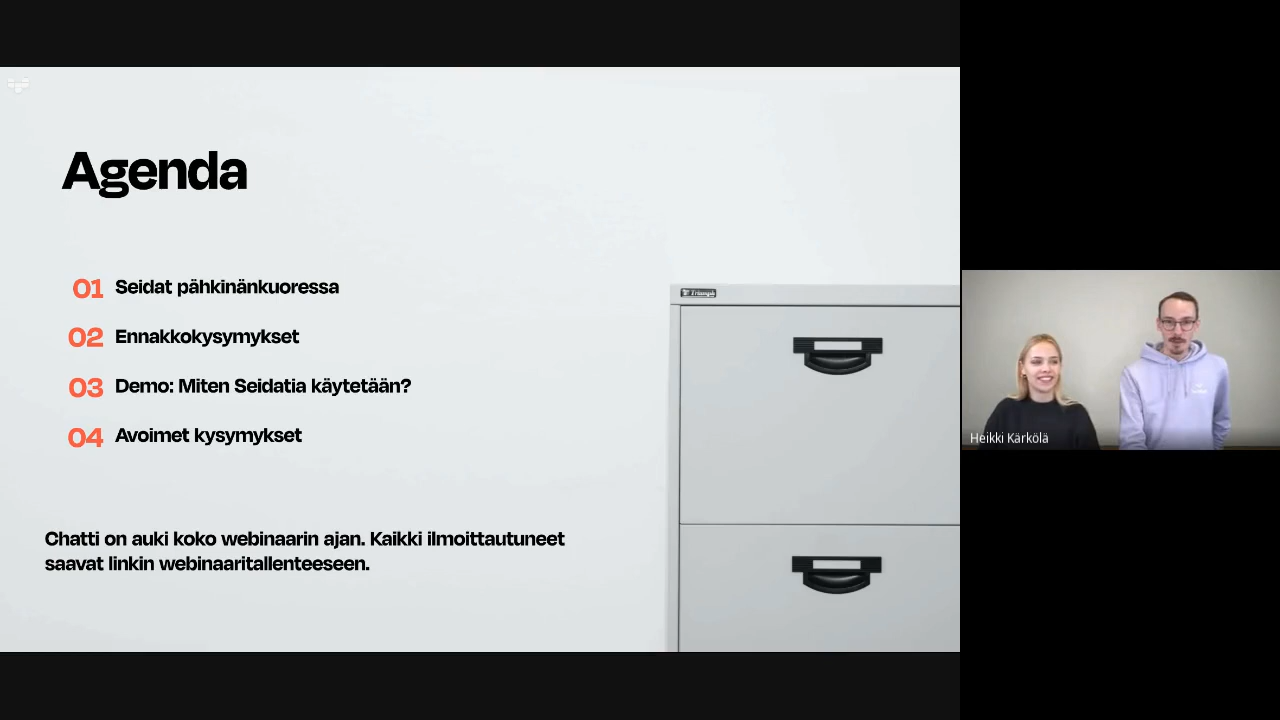 Agenda
01 Seidat pähkinänkuoressa
02 Ennakkokysymykset
03 Demo: Miten Seidatia käytetään?
04 Avoimet kysymykset
Chatti on auki koko webinaarin ajan. Kaikki ilmoittautuneet
saavat linkin webinaaritallenteeseen.
Triumph
Heikki Kärkölä